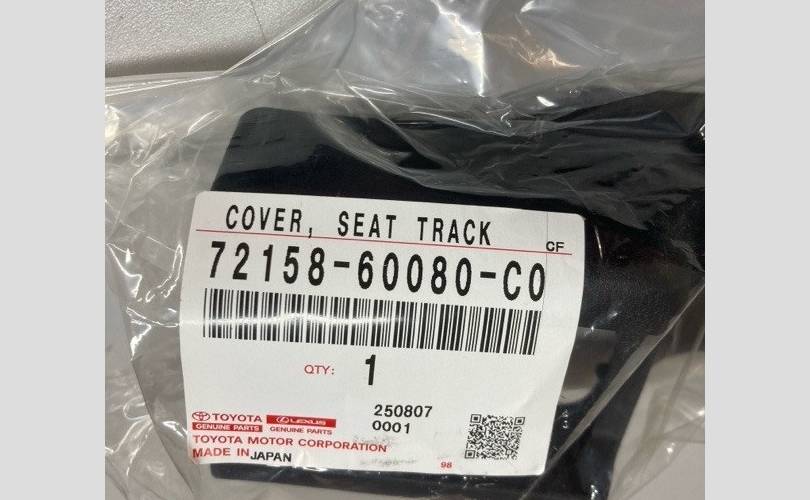 COVER, SEAT TRACK
CF
72158-60080-C0
QTY: 1
250807
0001
TOYOTA LEXUS
GENUINE PARTS GENUINE PARTS
TOYOTA MOTOR CORPORATION
MADE IN JAPAN
98